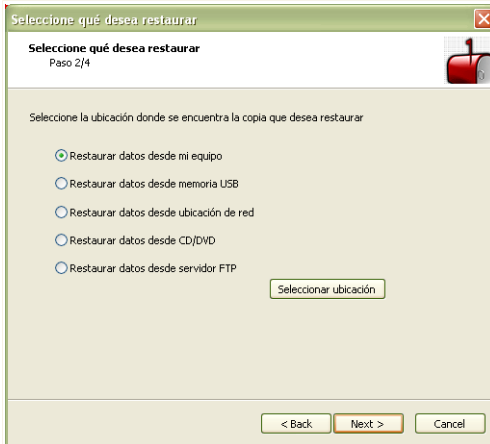 Seleccione qué desea restaurar
Seleccione qué desea restaurar
Paso 2/4
Seleccione la ubicación donde se encuentra la copia que desea restaurar
Restaurar datos desde mi equipo
Restaurar datos desde memoria USB
Restaurar datos desde ubicación de red
Restaurar datos desde CD/DVD
Restaurar datos desde servidor FTP
Seleccionar ubicación
< Back Next > Cancel